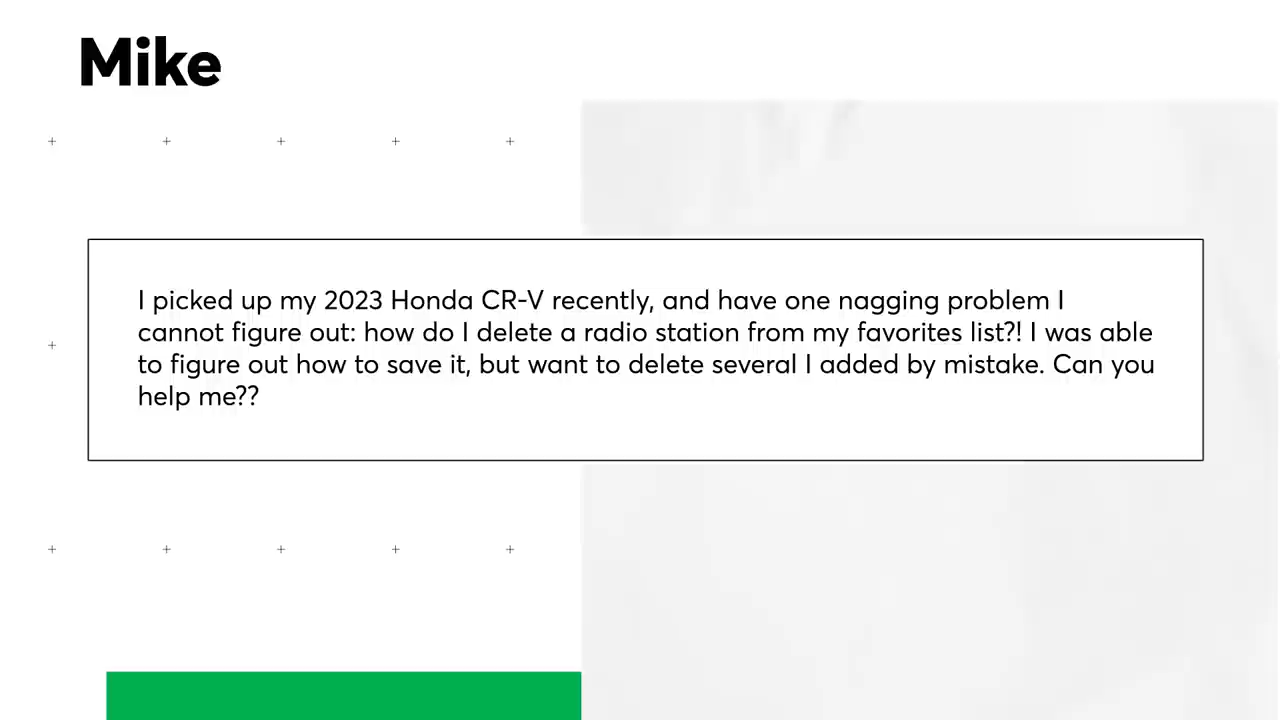 Mike
I picked up my 2023 Honda CR-V recently, and have one nagging problem I
cannot figure out: how do I delete a radio station from my favorites list?! I was able
to figure out how to save it, but want to delete several I added by mistake. Can you
help me??